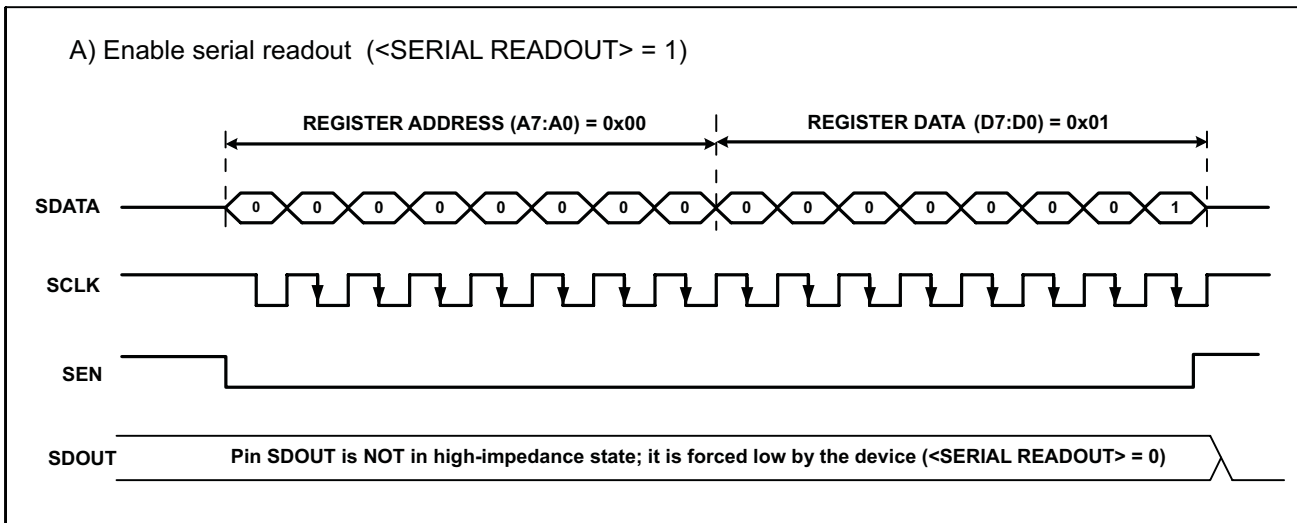 A) Enable serial readout (<SERIAL READOUT> = 1)
REGISTER ADDRESS (A7:A0) = 0x00 REGISTER DATA (D7:D0) = 0x01
SDATA 0 0 0 0 0 0 0 0 0 0 0 0 0 0 0 1
SCLK
SEN
SDOUT Pin SDOUT is NOT in high-impedance state; it is forced low by the device (<SERIAL READOUT> = 0)